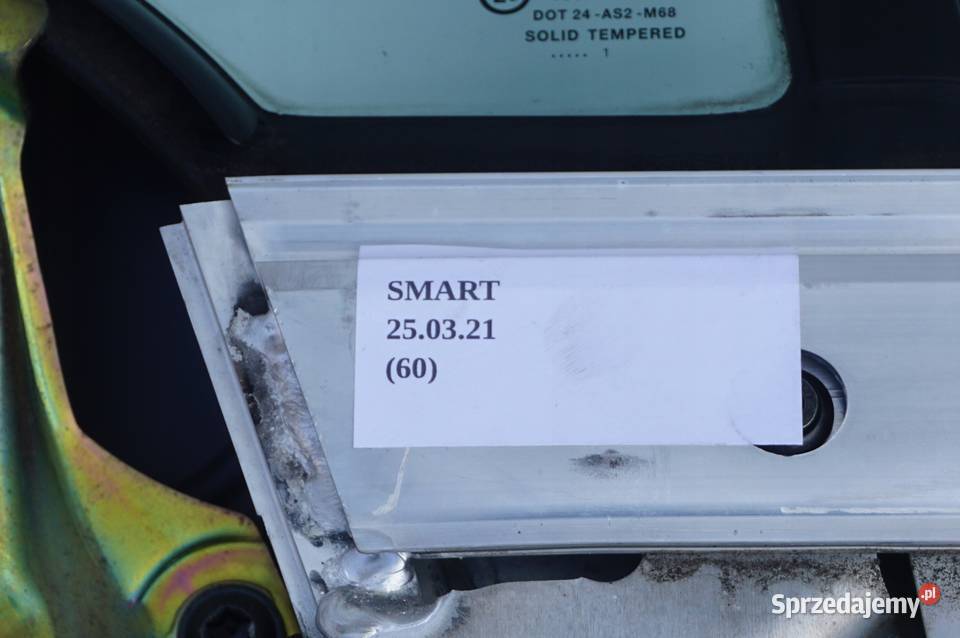 DOT 24-AS2-M68
SOLID TEMPERED
..... 1
SMART
25.03.21
(60)
Sprzedajemy.pl